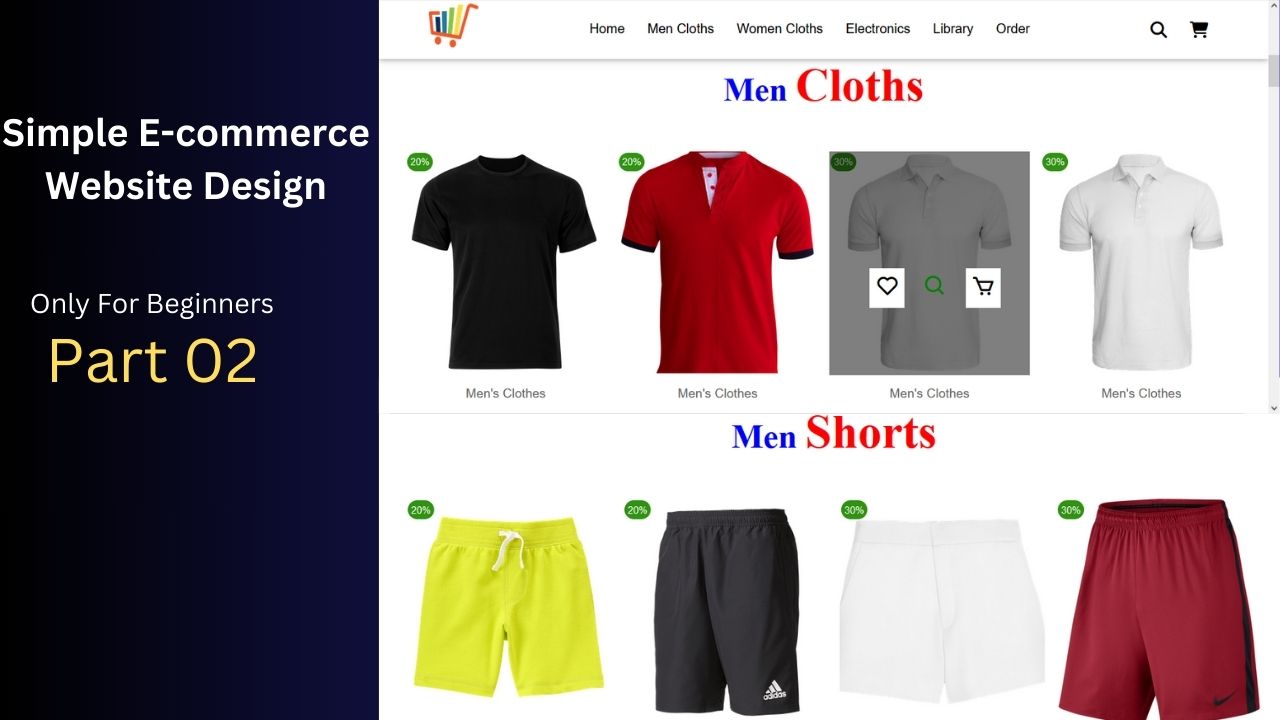 Simple E-commerce
Website Design
Only For Beginners
Part 02
Home Men Cloths Women Cloths Electronics Library Order
Men Cloths
20% 20% 30% 30%
Men's Clothes Men's Clothes Men's Clothes Men's Clothes
Men Shorts
20% 20% 30% 30%
adidas